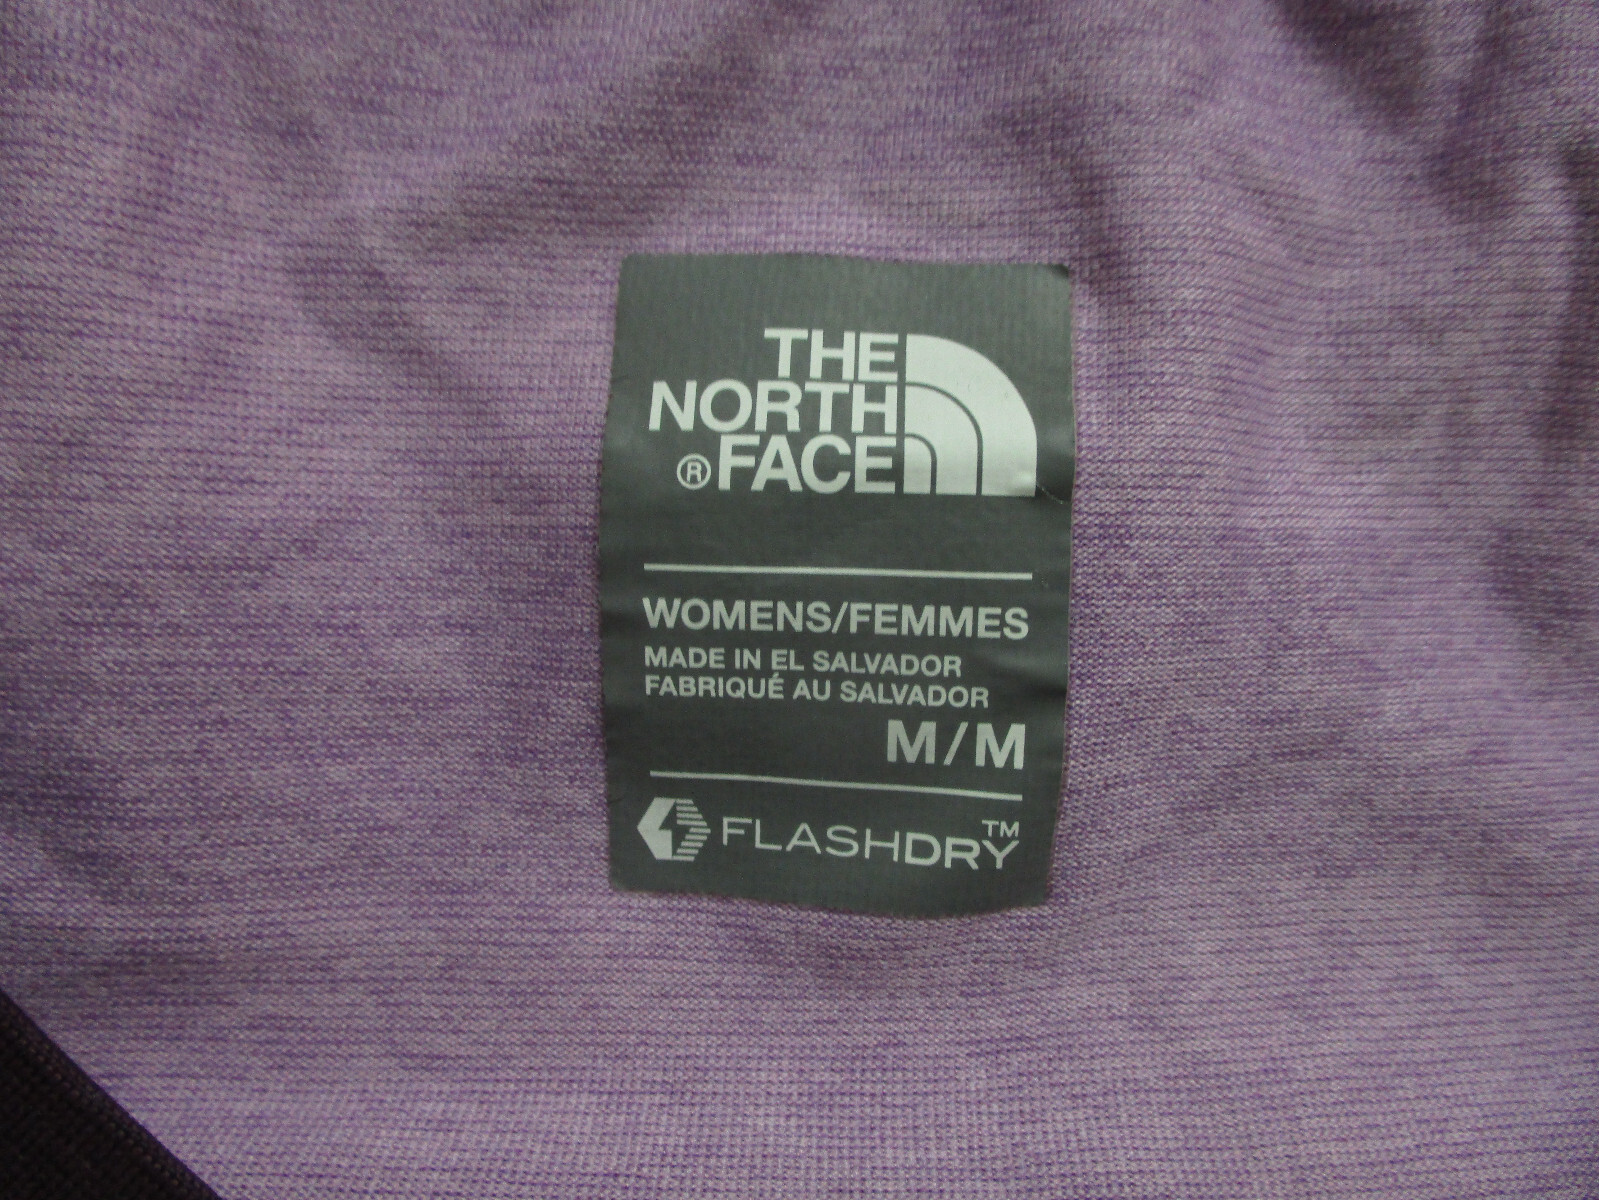 THE
NORTH
®FACE
WOMENS/FEMMES
MADE IN EL SALVADOR
FABRIQUÉ AU SALVADOR
M/M
FLASHDRY™